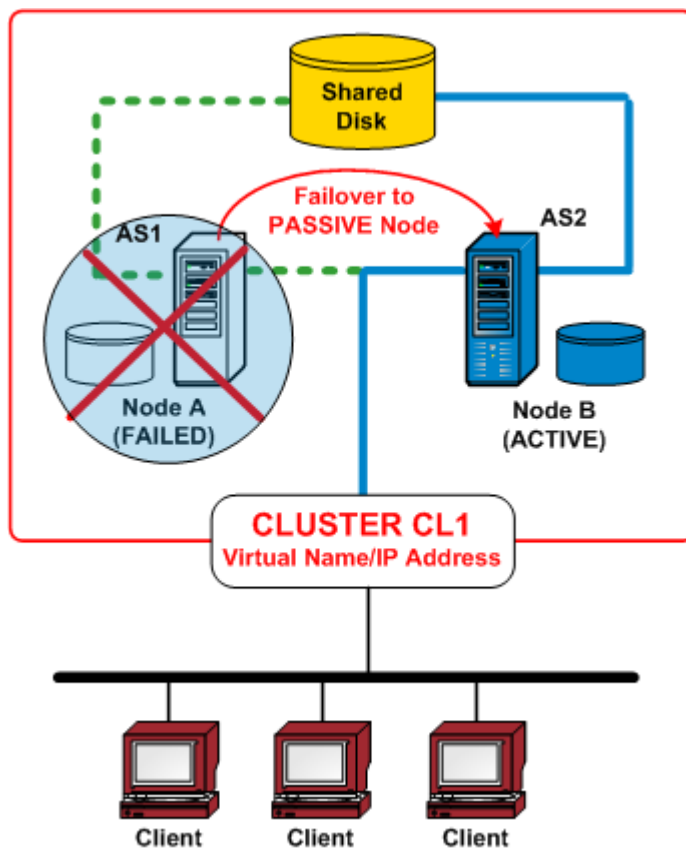 Shared
Disk
Failover to
PASSIVE Node
AS1
AS2
Node A
(FAILED)
Node B
(ACTIVE)
CLUSTER CL1
Virtual Name/IP Address
Client
Client
Client